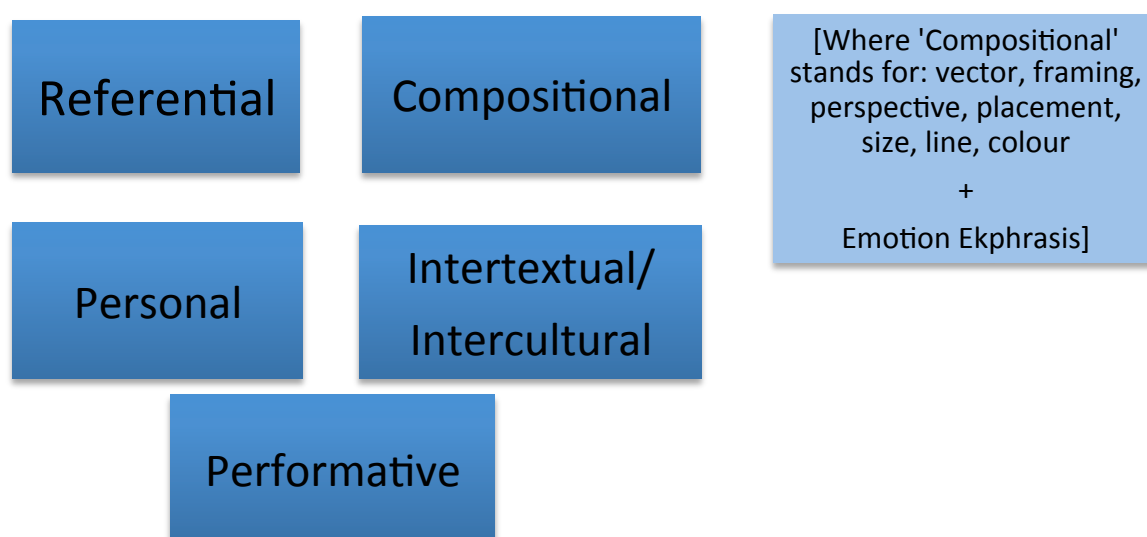 Referential
Compositional
[Where 'Compositional'
stands for: vector, framing,
perspective, placement,
size, line, colour
+
Emotion Ekphrasis]
Personal
Intertextual/
Intercultural
Performative